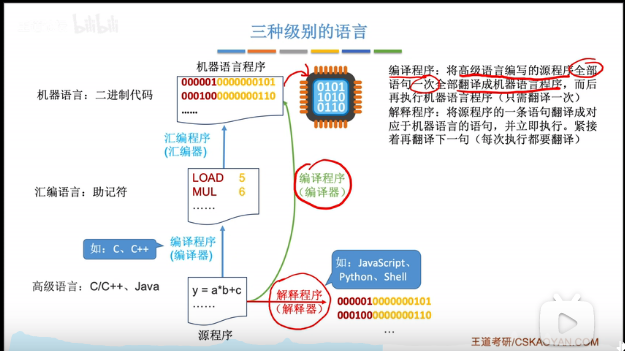 bilibili
三种级别的语言
机器语言程序
0000010000000101
0001000000000110
......
0101
1010
0110
机器语言：二进制代码
汇编程序
(汇编器)
LOAD 5
MUL 6
......
汇编语言：助记符
编译程序
（编译器）
如：C、C++
编译程序
(编译器)
高级语言：C/C++、Java
y = a*b+c
......
源程序
解释程序
（解释器）
如：JavaScript、
Python、Shell
0000010000000101
0001000000000110
...
编译程序：将高级语言编写的源程序全部
语句一次全部翻译成机器语言程序，而后
再执行机器语言程序（只需翻译一次）
解释程序：将源程序的一条语句翻译成对
应于机器语言的语句，并立即执行。紧接
着再翻译下一句（每次执行都要翻译）
王道考研/CSKAOYAN.COM